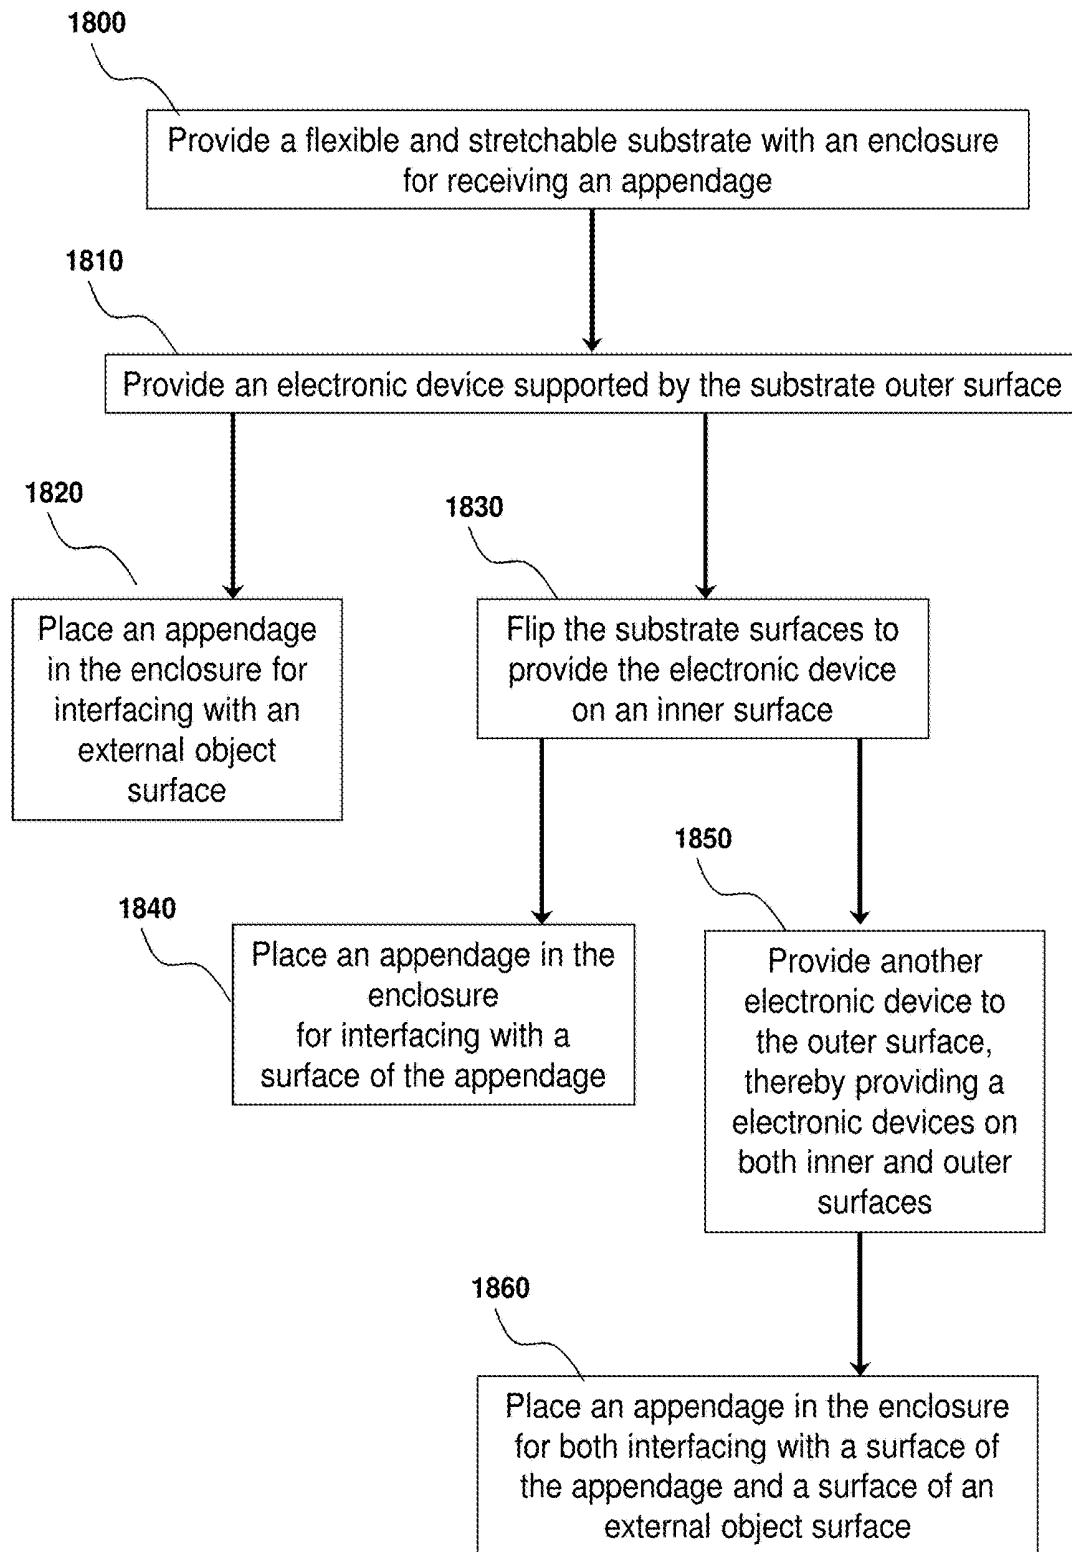 1800
Provide a flexible and stretchable substrate with an enclosure
for receiving an appendage
1810
Provide an electronic device supported by the substrate outer surface
1820
Place an appendage
in the enclosure for
interfacing with an
external object
surface
1830
Flip the substrate surfaces to
provide the electronic device
on an inner surface
1840
Place an appendage in the
enclosure
for interfacing with a
surface of the appendage
1850
Provide another
electronic device to
the outer surface,
thereby providing a
electronic devices on
both inner and outer
surfaces
1860
Place an appendage in the enclosure
for both interfacing with a surface of
the appendage and a surface of an
external object surface